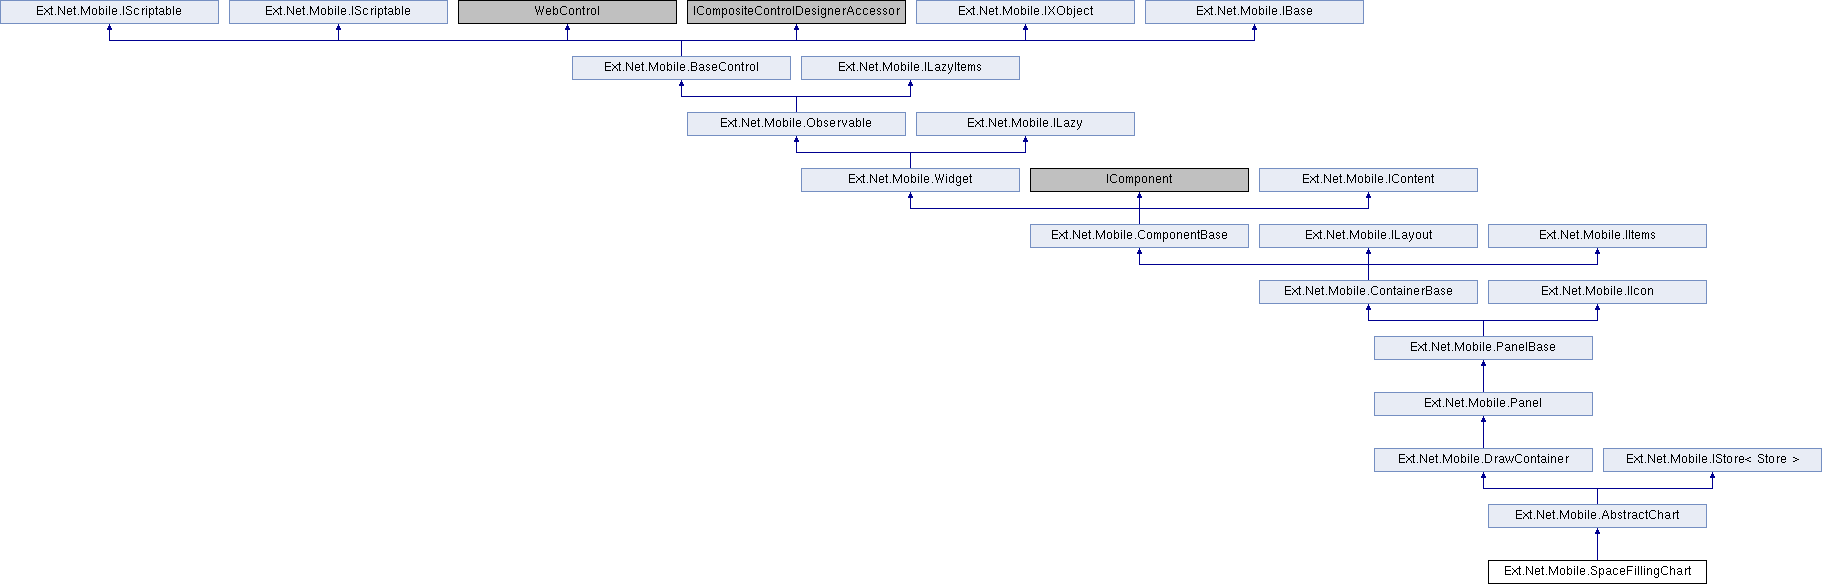 Ext.Net.Mobile.IScriptable
Ext.Net.Mobile.IScriptable
WebControl
ICompositeControlDesignerAccessor
Ext.Net.Mobile.IXObject
Ext.Net.Mobile.IBase
Ext.Net.Mobile.BaseControl
Ext.Net.Mobile.ILazyItems
Ext.Net.Mobile.Observable
Ext.Net.Mobile.ILazy
Ext.Net.Mobile.Widget
IComponent
Ext.Net.Mobile.IContent
Ext.Net.Mobile.ComponentBase
Ext.Net.Mobile.ILayout
Ext.Net.Mobile.IItems
Ext.Net.Mobile.ContainerBase
Ext.Net.Mobile.IIcon
Ext.Net.Mobile.PanelBase
Ext.Net.Mobile.Panel
Ext.Net.Mobile.DrawContainer
Ext.Net.Mobile.IStore< Store >
Ext.Net.Mobile.AbstractChart
Ext.Net.Mobile.SpaceFillingChart